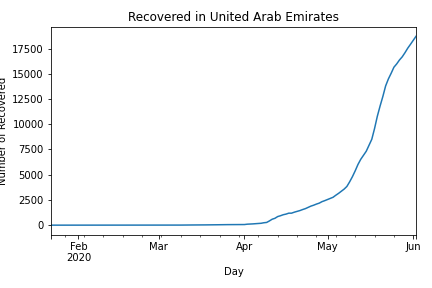 Recovered in United Arab Emirates
17500
15000
12500
10000
7500
5000
2500
0
Number of Recovered
Feb
2020
Mar
Apr
May
Jun
Day